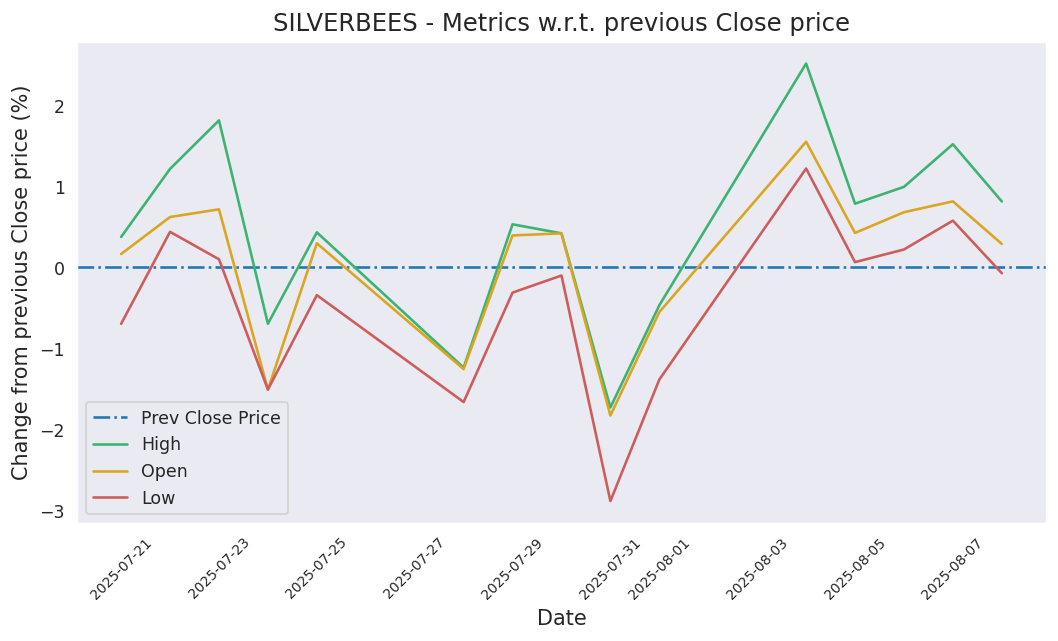 SILVERBEES - Metrics w.r.t. previous Close price
Change from previous Close price (%)
2
1
0
−1
−2
−3
Prev Close Price
High
Open
Low
2025-07-21
2025-07-23
2025-07-25
2025-07-27
2025-07-29
2025-07-31
2025-08-01
2025-08-03
2025-08-05
2025-08-07
Date